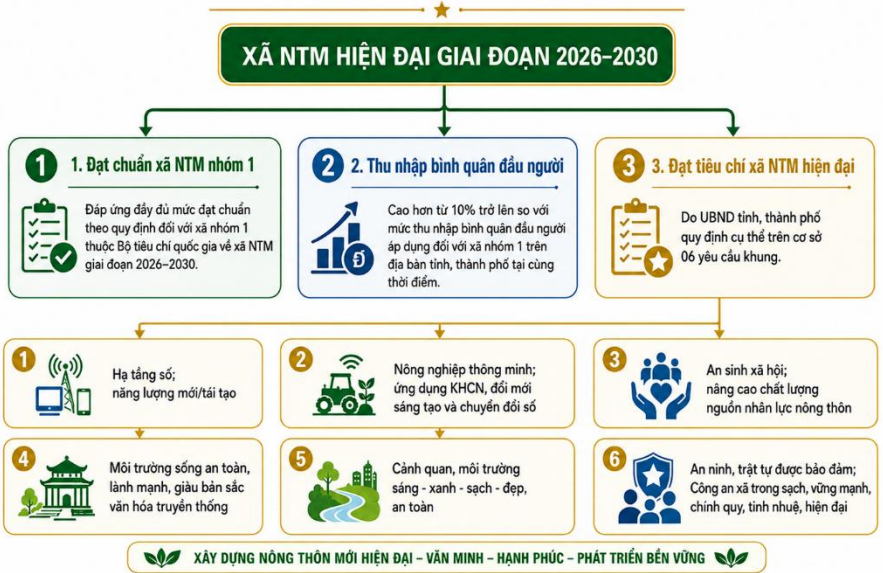 XÃ NTM HIỆN ĐẠI GIAI ĐOẠN 2026–2030
1
1. Đạt chuẩn xã NTM nhóm 1
Đáp ứng đầy đủ mức đạt chuẩn
theo quy định đối với xã nhóm 1
thuộc Bộ tiêu chí quốc gia về xã NTM
giai đoạn 2026–2030.
2
2. Thu nhập bình quân đầu người
Cao hơn từ 10% trở lên so với
mức thu nhập bình quân đầu người
áp dụng đối với xã nhóm 1 trên
địa bàn tỉnh, thành phố tại cùng
thời điểm.
Đ
3
3. Đạt tiêu chí xã NTM hiện đại
Do UBND tỉnh, thành phố
quy định cụ thể trên cơ sở
06 yêu cầu khung.
1
Hạ tầng số;
năng lượng mới/tái tạo
2
Nông nghiệp thông minh;
ứng dụng KHCN, đổi mới
sáng tạo và chuyển đổi số
3
An sinh xã hội;
nâng cao chất lượng
nguồn nhân lực nông thôn
4
Môi trường sống an toàn,
lành mạnh, giàu bản sắc
văn hóa truyền thống
5
Cảnh quan, môi trường
sáng - xanh - sạch - đẹp,
an toàn
6
An ninh, trật tự được bảo đảm;
Công an xã trong sạch, vững mạnh,
chính quy, tinh nhuệ, hiện đại
XÂY DỰNG NÔNG THÔN MỚI HIỆN ĐẠI – VĂN MINH – HẠNH PHÚC – PHÁT TRIỂN BỀN VỮNG